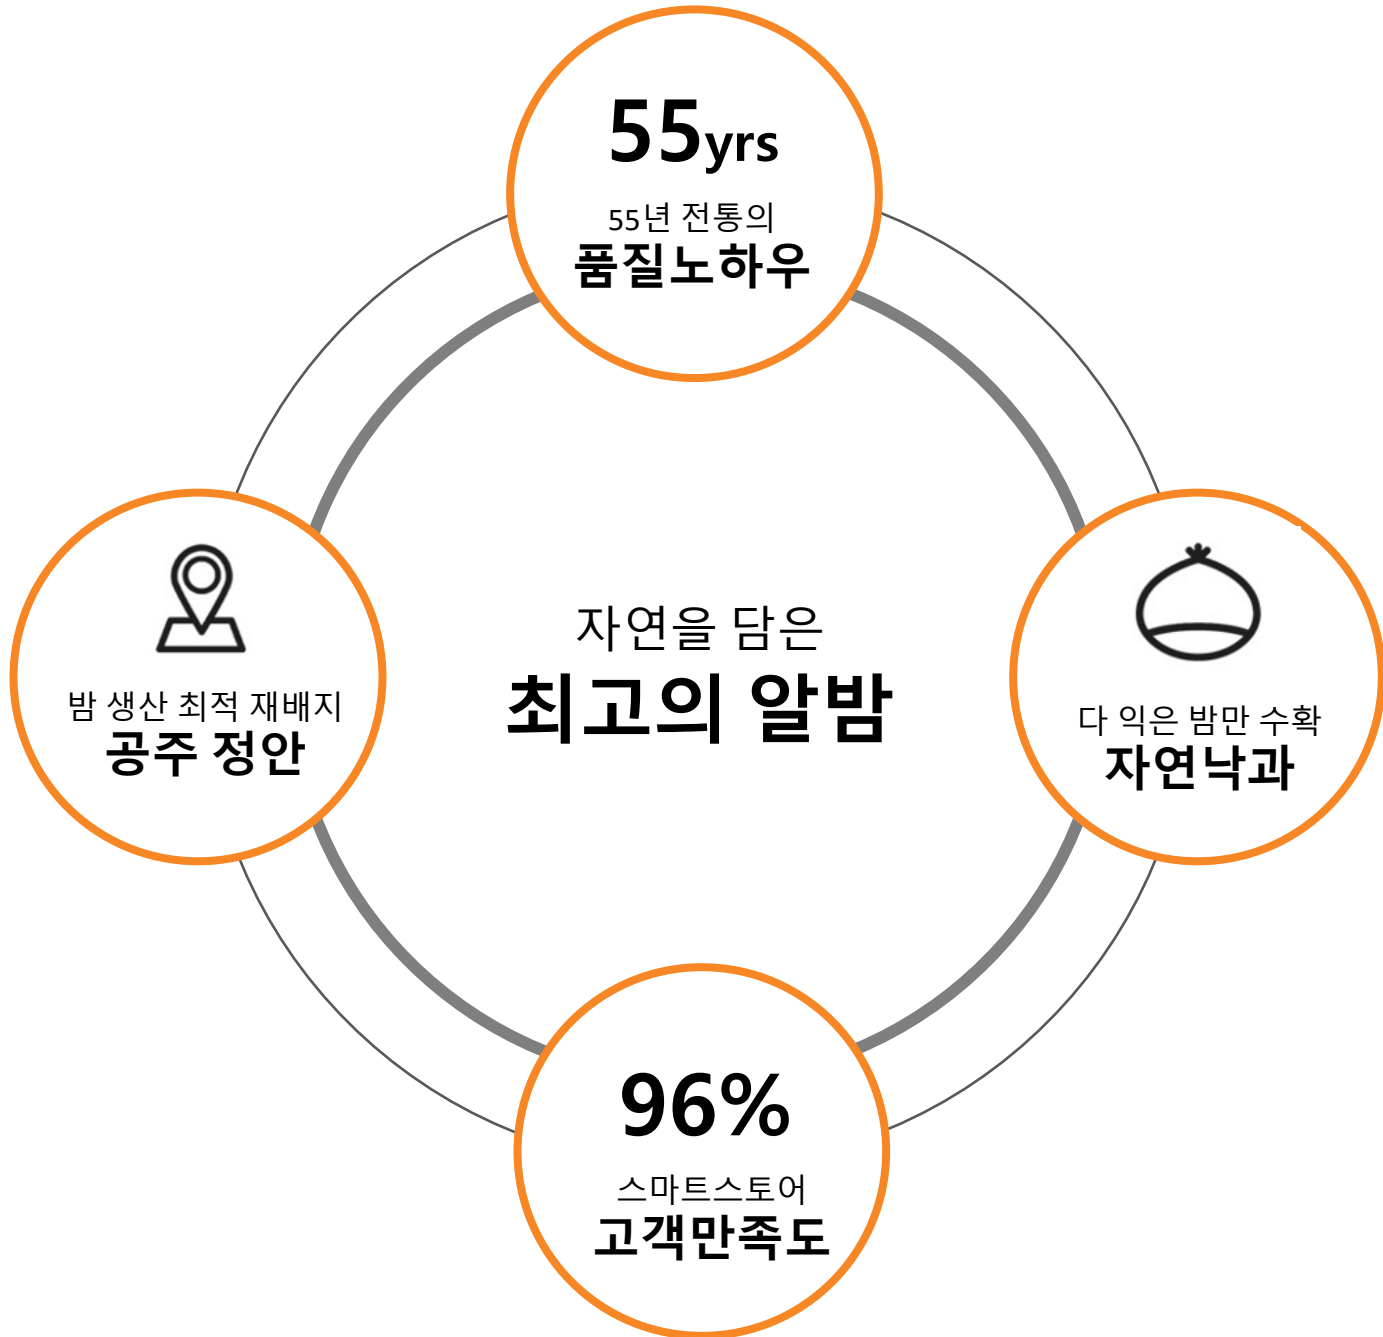 55yrs
55년 전통의
품질노하우
밤 생산 최적 재배지
공주 정안
자연을 담은
최고의 알밤
다 익은 밤만 수확
자연낙과
96%
스마트스토어
고객만족도